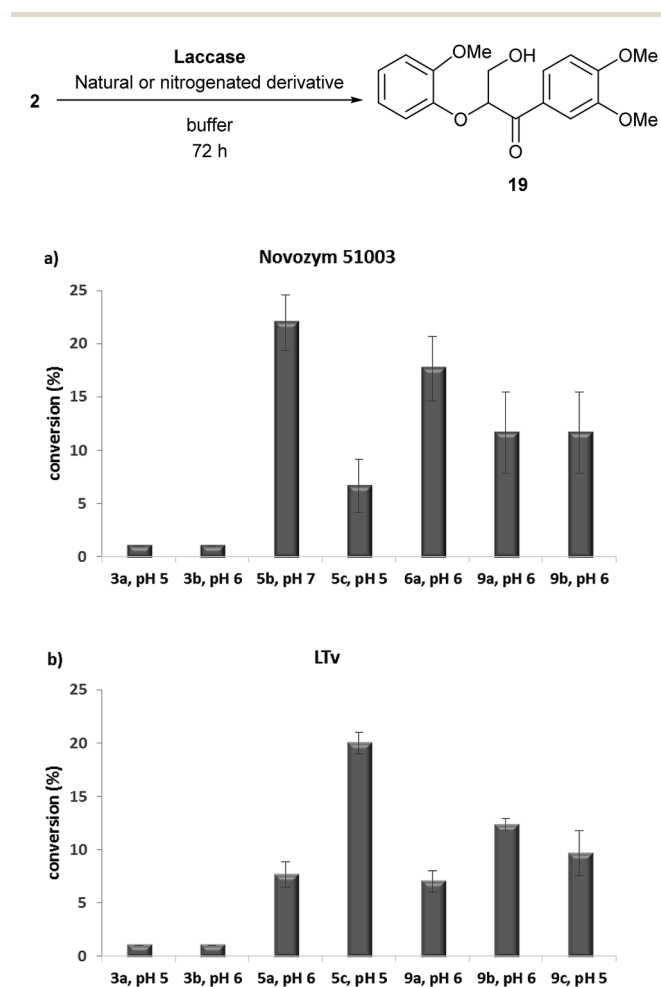 Laccase
Natural or nitrogenated derivative
2
buffer
72 h
OMe
OH
OMe
OMe
O
O
19
a)
Novozym 51003
conversion (%)
25
20
15
10
5
0
3a, pH 5 3b, pH 6 5b, pH 7 5c, pH 5 6a, pH 6 9a, pH 6 9b, pH 6
b)
LTv
conversion (%)
25
20
15
10
5
0
3a, pH 5 3b, pH 6 5a, pH 6 5c, pH 5 9a, pH 6 9b, pH 6 9c, pH 5